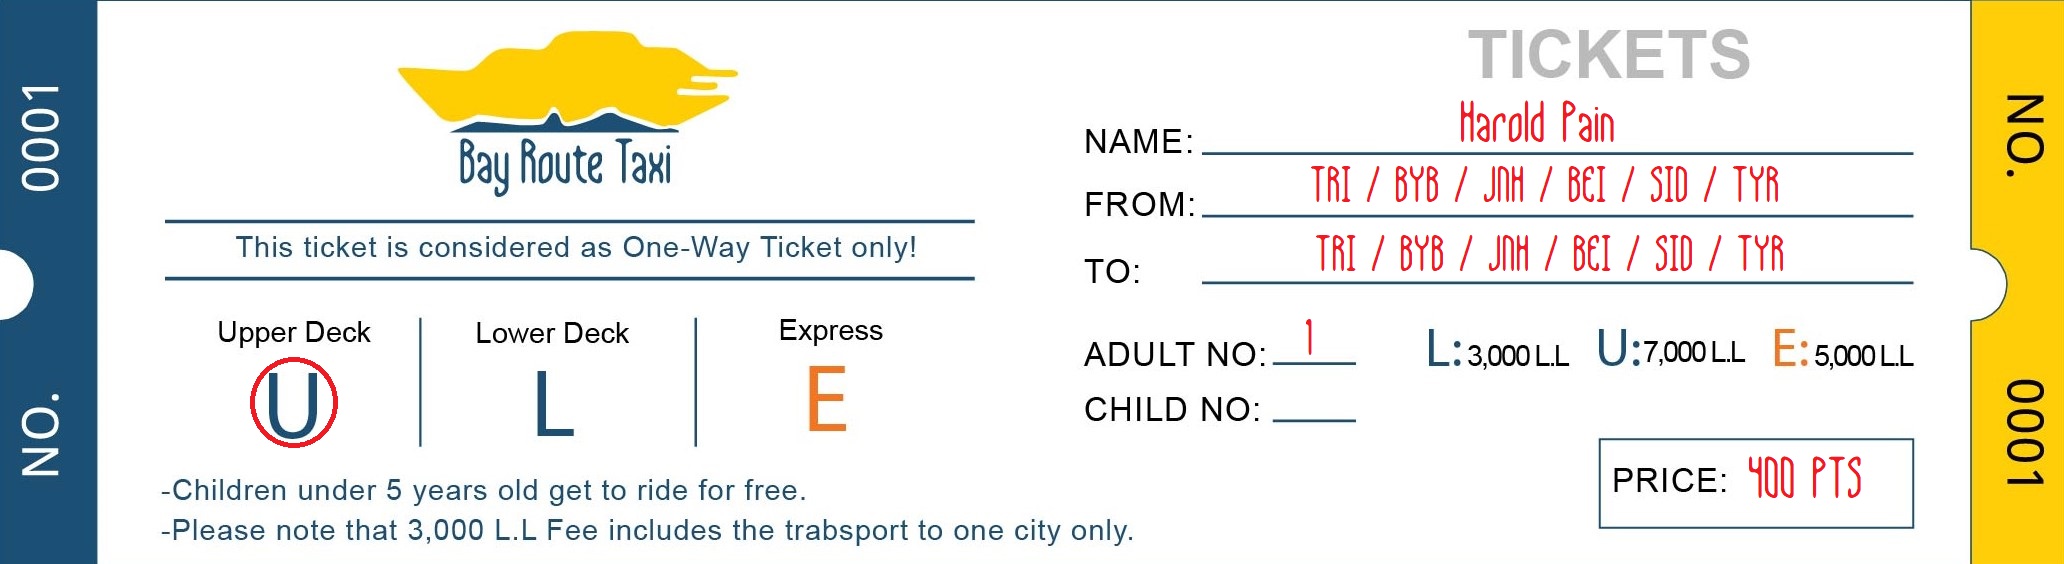 NO. 0001
Bay Route Taxi
This ticket is considered as One-Way Ticket only!
Upper Deck
U
Lower Deck
L
Express
E
-Children under 5 years old get to ride for free.
-Please note that 3,000 L.L Fee includes the trabsport to one city only.
TICKETS
NAME: Harold Pain
FROM: TRI / BYB / JNH / BEI / SID / TYR
TO: TRI / BYB / JNH / BEI / SID / TYR
ADULT NO: 1 L: 3,000 L.L U: 7,000 L.L E: 5,000 L.L
CHILD NO:
PRICE: 400 PTS
NO. 0001